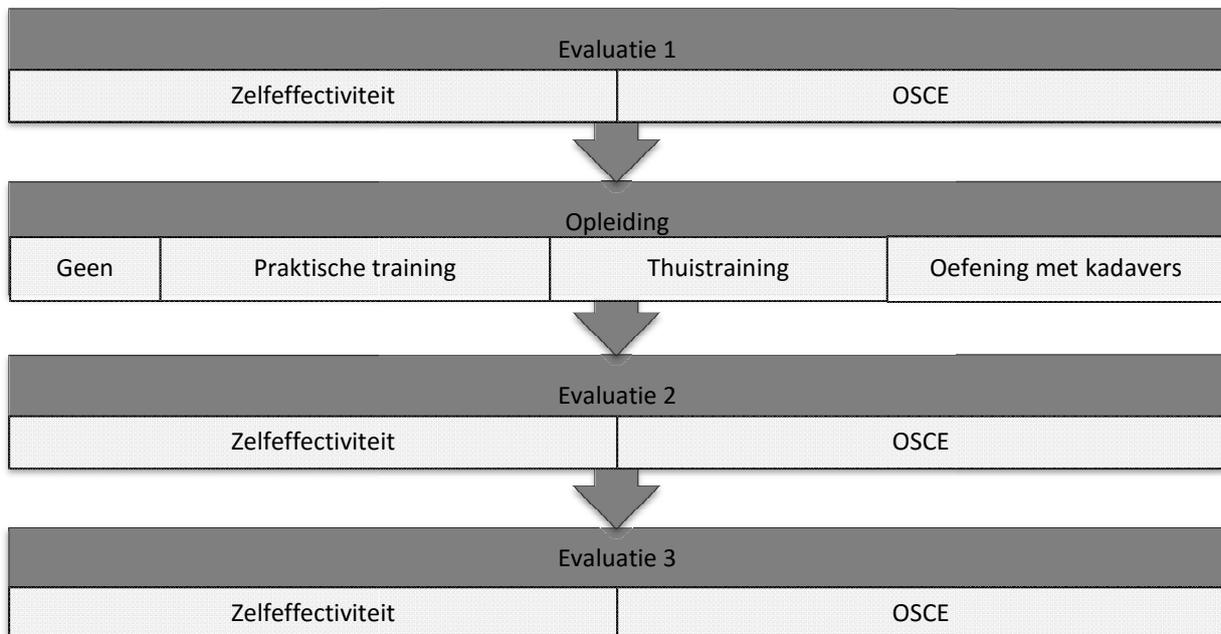 Evaluatie 1
Zelfeffectiviteit OSCE
Opleiding
Geen Praktische training Thuistraining Oefening met kadavers
Evaluatie 2
Zelfeffectiviteit OSCE
Evaluatie 3
Zelfeffectiviteit OSCE